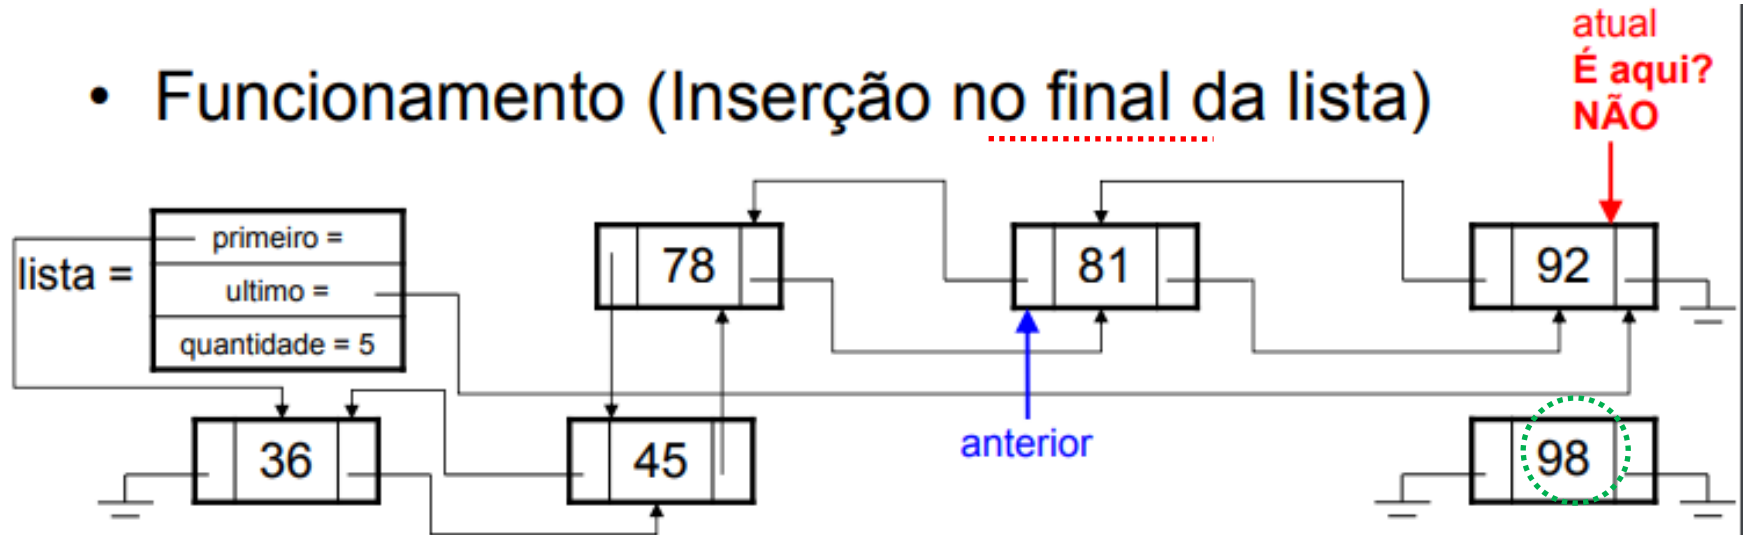 atual
É aqui?
NÃO
• Funcionamento (Inserção no final da lista)
lista =
primeiro =
ultimo =
quantidade = 5
78
81
92
anterior
36
45
98